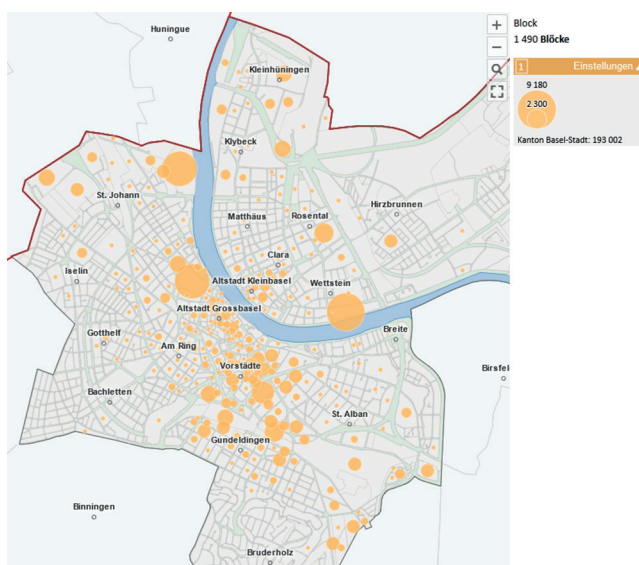 Huningue
Kleinhüningen
Klybeck
St. Johann
Matthäus
Rosental
Hirzbrunnen
Iselin
Clara
Altstadt Kleinbasel
Wettstein
Altstadt Grossbasel
Gotthelf
Am Ring
Breite
Vorstädte
Birsfel
Bachletten
St. Alban
Gundeldingen
Binningen
Bruderholz
+
−
Block
1 490 Blöcke
1 Einstellungen
9 180
2 300
Kanton Basel-Stadt: 193 002